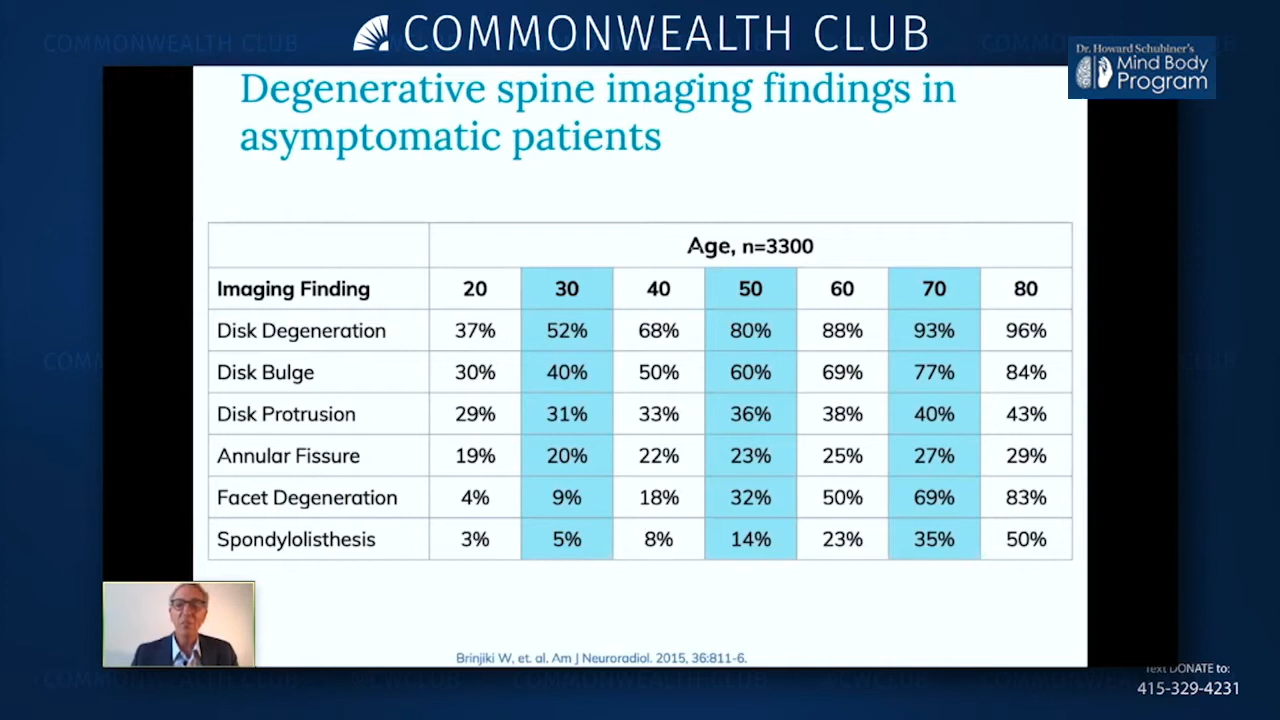 COMMONWEALTH CLUB
Dr. Howard Schubiner's
Mind Body
Program
Degenerative spine imaging findings in
asymptomatic patients
Age, n=3300
Imaging Finding 20 30 40 50 60 70 80
Disk Degeneration 37% 52% 68% 80% 88% 93% 96%
Disk Bulge 30% 40% 50% 60% 69% 77% 84%
Disk Protrusion 29% 31% 33% 36% 38% 40% 43%
Annular Fissure 19% 20% 22% 23% 25% 27% 29%
Facet Degeneration 4% 9% 18% 32% 50% 69% 83%
Spondylolisthesis 3% 5% 8% 14% 23% 35% 50%
Brinjiki W, et. al. Am J Neuroradiol. 2015, 36:811-6.
Text DONATE to:
415-329-4231